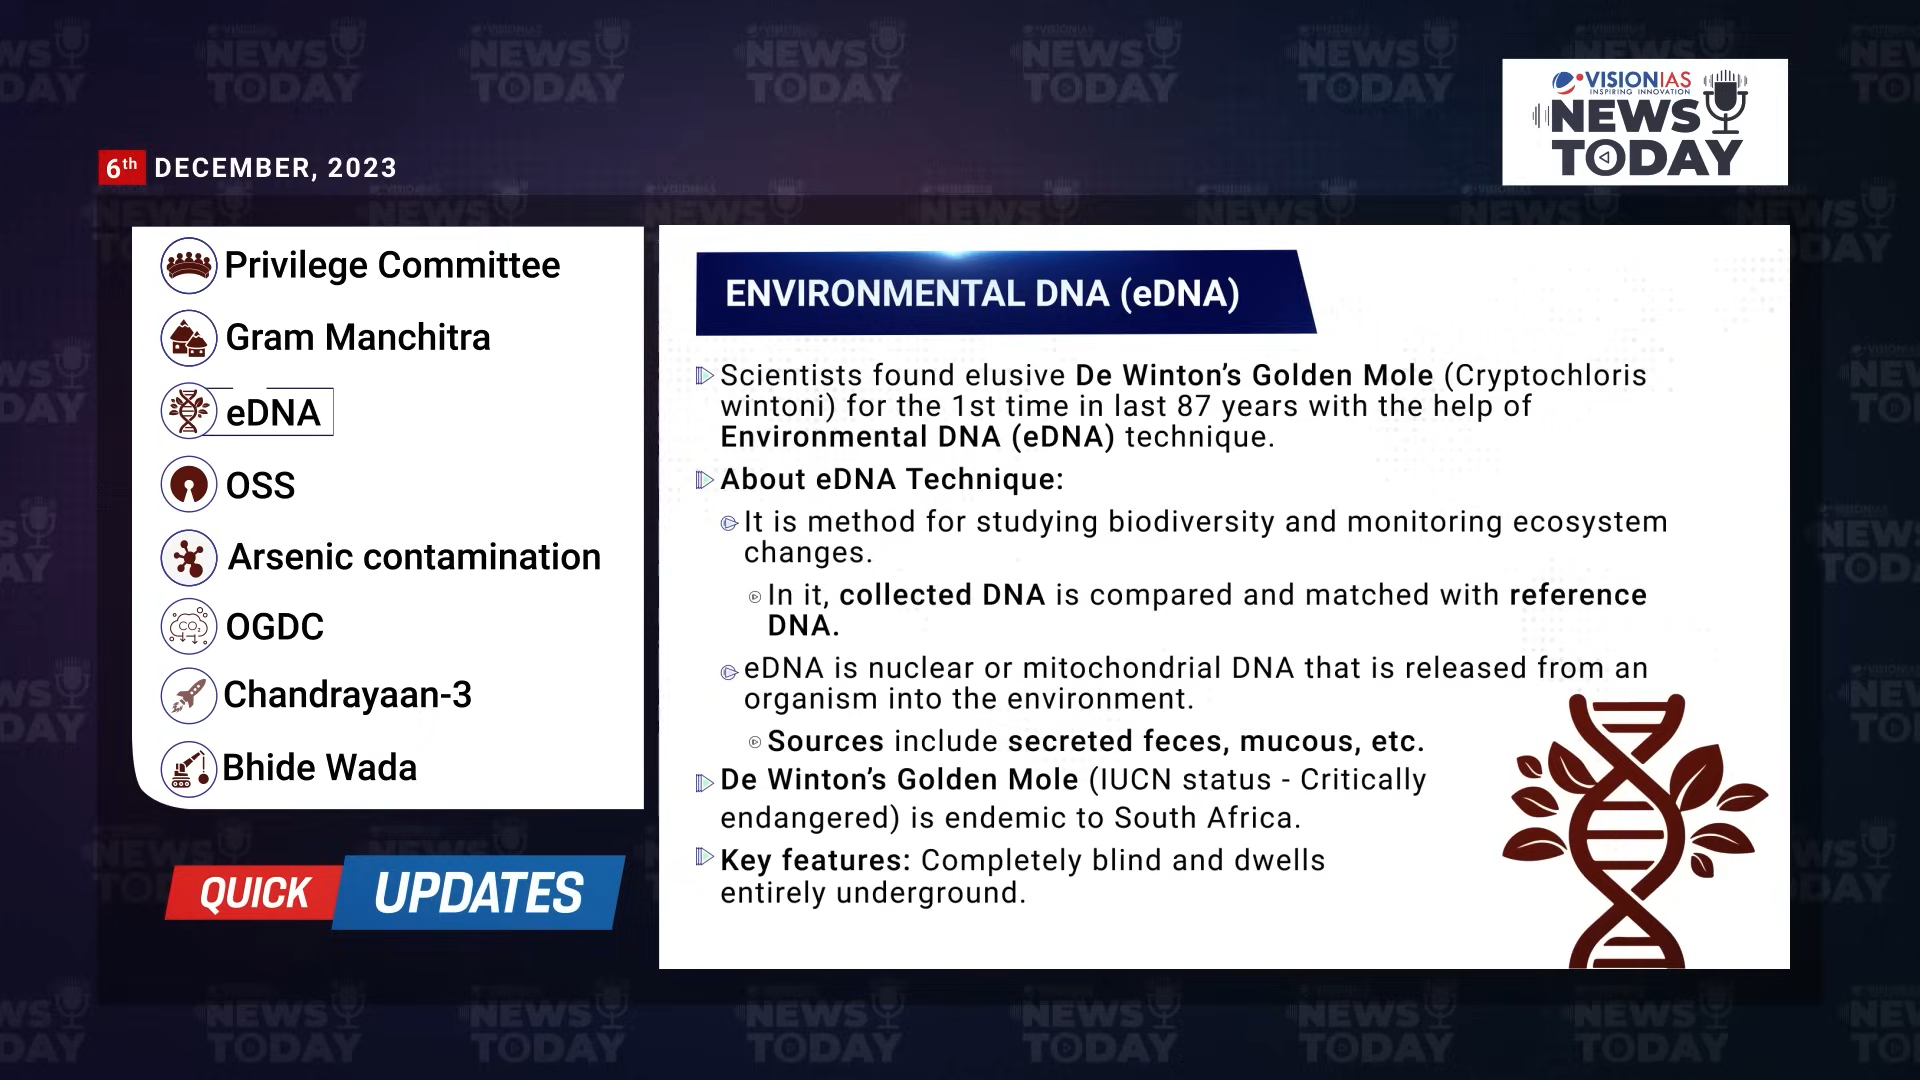 VISIONIAS
INSPIRING INNOVATION
NEWS
TODAY
6th DECEMBER, 2023
Privilege Committee
Gram Manchitra
eDNA
OSS
Arsenic contamination
CO2
OGDC
Chandrayaan-3
Bhide Wada
QUICK UPDATES
ENVIRONMENTAL DNA (eDNA)
Scientists found elusive De Winton’s Golden Mole (Cryptochloris
wintoni) for the 1st time in last 87 years with the help of
Environmental DNA (eDNA) technique.
About eDNA Technique:
It is method for studying biodiversity and monitoring ecosystem
changes.
In it, collected DNA is compared and matched with reference
DNA.
eDNA is nuclear or mitochondrial DNA that is released from an
organism into the environment.
Sources include secreted feces, mucous, etc.
De Winton’s Golden Mole (IUCN status - Critically
endangered) is endemic to South Africa.
Key features: Completely blind and dwells
entirely underground.